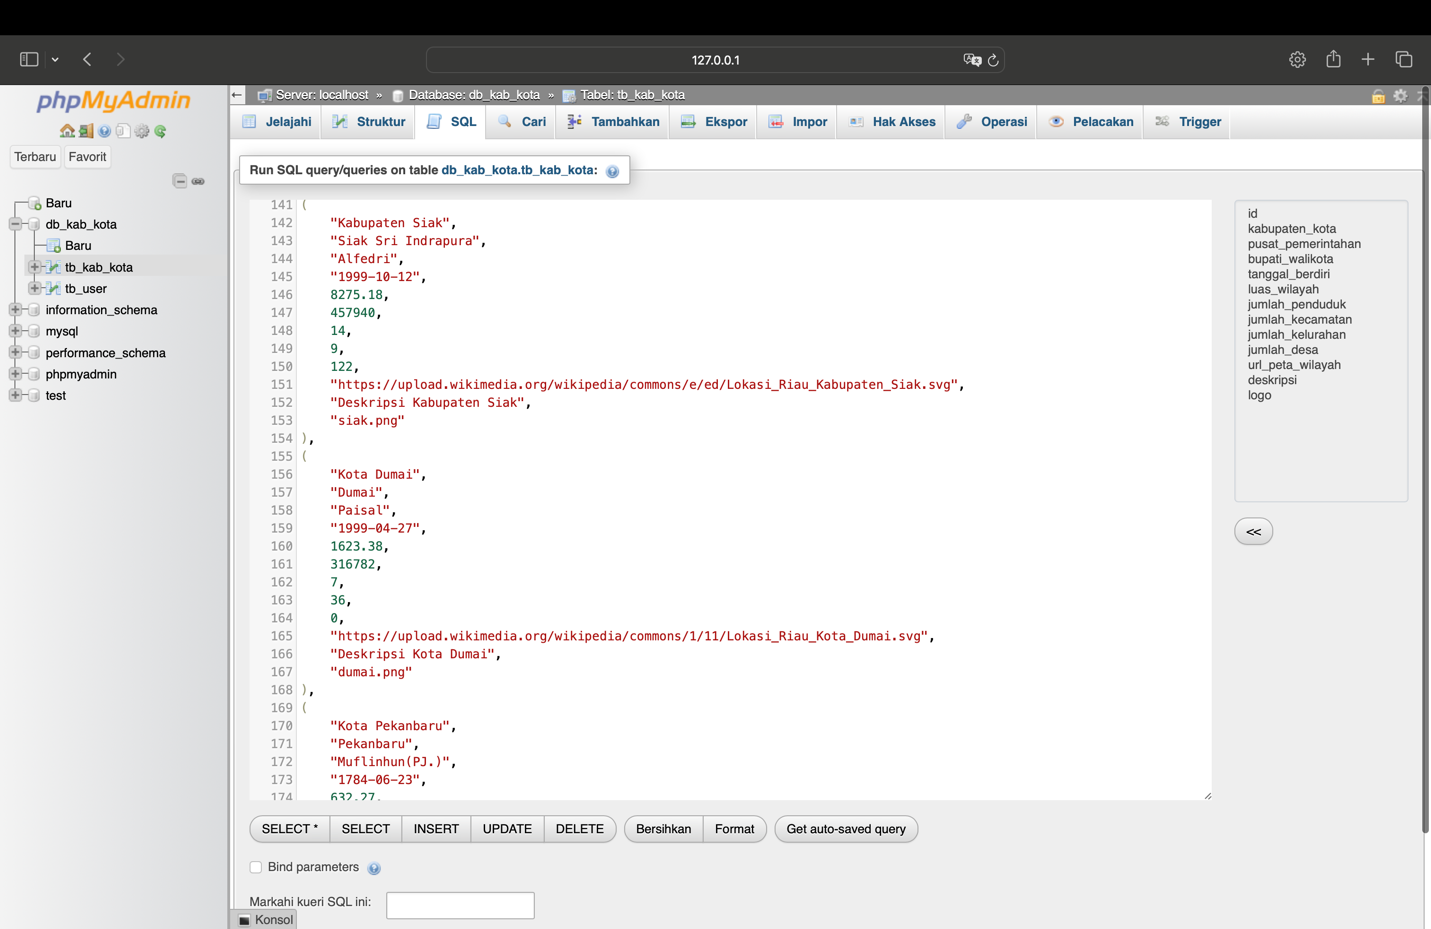 127.0.0.1
phpMyAdmin
Terbaru Favorit
Baru
db_kab_kota
Baru
tb_kab_kota
tb_user
information_schema
mysql
performance_schema
phpmyadmin
test
Server: localhost » Database: db_kab_kota » Tabel: tb_kab_kota
Jelajahi Struktur SQL Cari Tambahkan Ekspor Impor Hak Akses Operasi Pelacakan Trigger
Run SQL query/queries on table db_kab_kota.tb_kab_kota:
141 (
142 "Kabupaten Siak",
143 "Siak Sri Indrapura",
144 "Alfedri",
145 "1999-10-12",
146 8275.18,
147 457940,
148 14,
149 9,
150 122,
151 "https://upload.wikimedia.org/wikipedia/commons/e/ed/Lokasi_Riau_Kabupaten_Siak.svg",
152 "Deskripsi Kabupaten Siak",
153 "siak.png"
154 ),
155 (
156 "Kota Dumai",
157 "Dumai",
158 "Paisal",
159 "1999-04-27",
160 1623.38,
161 316782,
162 7,
163 36,
164 0,
165 "https://upload.wikimedia.org/wikipedia/commons/1/11/Lokasi_Riau_Kota_Dumai.svg",
166 "Deskripsi Kota Dumai",
167 "dumai.png"
168 ),
169 (
170 "Kota Pekanbaru",
171 "Pekanbaru",
172 "Muflinhun(PJ.)",
173 "1784-06-23",
174 632.27,
id
kabupaten_kota
pusat_pemerintahan
bupati_walikota
tanggal_berdiri
luas_wilayah
jumlah_penduduk
jumlah_kecamatan
jumlah_kelurahan
jumlah_desa
url_peta_wilayah
deskripsi
logo
<<
SELECT * SELECT INSERT UPDATE DELETE Bersihkan Format Get auto-saved query
Bind parameters
Markahi kueri SQL ini:
Konsol